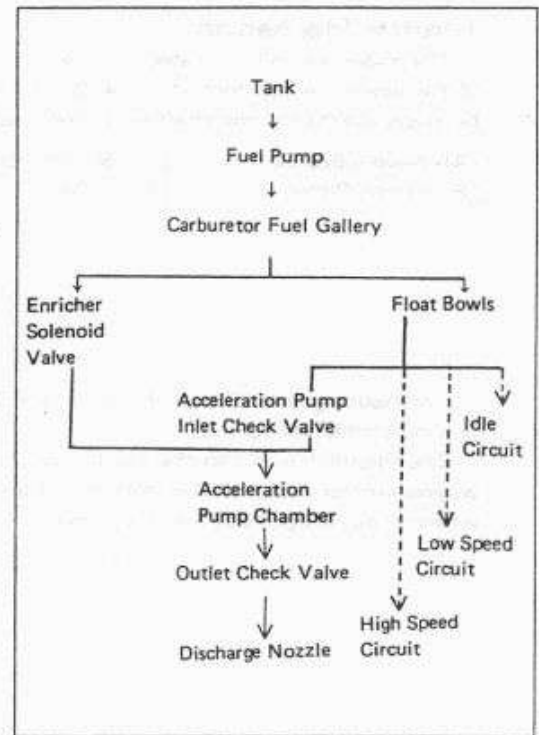 Tank
Fuel Pump
Carburetor Fuel Gallery
Enricher
Solenoid
Valve
Float Bowls
Acceleration Pump
Inlet Check Valve
Idle
Circuit
Acceleration
Pump Chamber
Low Speed
Circuit
Outlet Check Valve
High Speed
Circuit
Discharge Nozzle